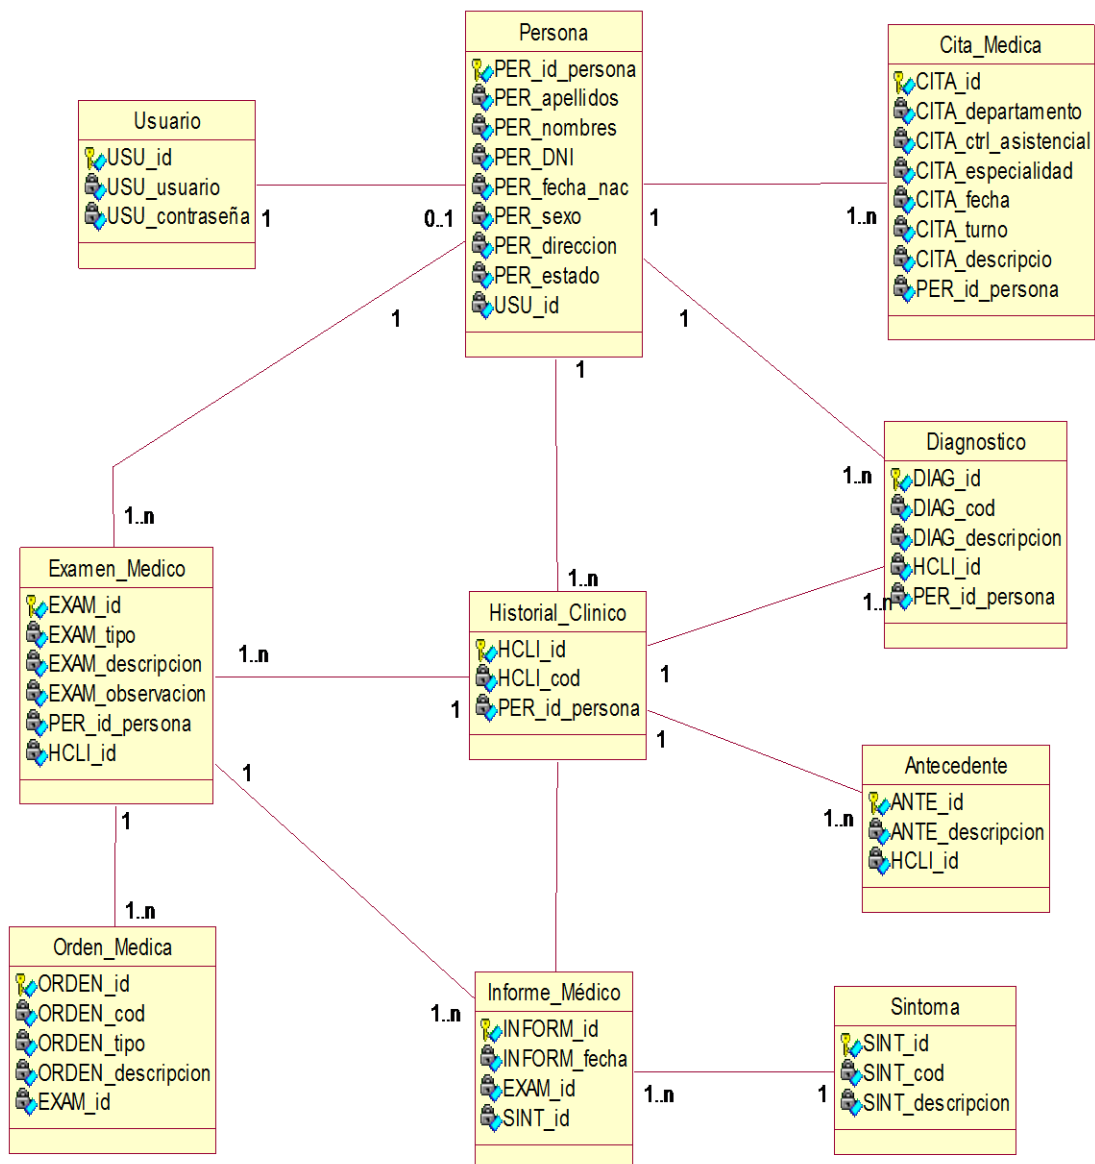 Persona
PER_id_persona
PER_apellidos
PER_nombres
PER_DNI
PER_fecha_nac
PER_sexo
PER_direccion
PER_estado
USU_id
Cita_Medica
CITA_id
CITA_departamento
CITA_ctrl_asistencial
CITA_especialidad
CITA_fecha
CITA_turno
CITA_descripcio
PER_id_persona
Usuario
USU_id
USU_usuario
USU_contraseña
1
0..1
1
1..n
1
1
1
1..n
1..n
1..n
Diagnostico
DIAG_id
DIAG_cod
DIAG_descripcion
HCLI_id
PER_id_persona
Examen_Medico
EXAM_id
EXAM_tipo
EXAM_descripcion
EXAM_observacion
PER_id_persona
HCLI_id
Historial_Clinico
HCLI_id
HCLI_cod
PER_id_persona
1..n
1..n
1
1
1
1
1..n
Antecedente
ANTE_id
ANTE_descripcion
HCLI_id
1
1..n
Orden_Medica
ORDEN_id
ORDEN_cod
ORDEN_tipo
ORDEN_descripcion
EXAM_id
1..n
Informe_Médico
INFORM_id
INFORM_fecha
EXAM_id
SINT_id
1..n
1
Sintoma
SINT_id
SINT_cod
SINT_descripcion